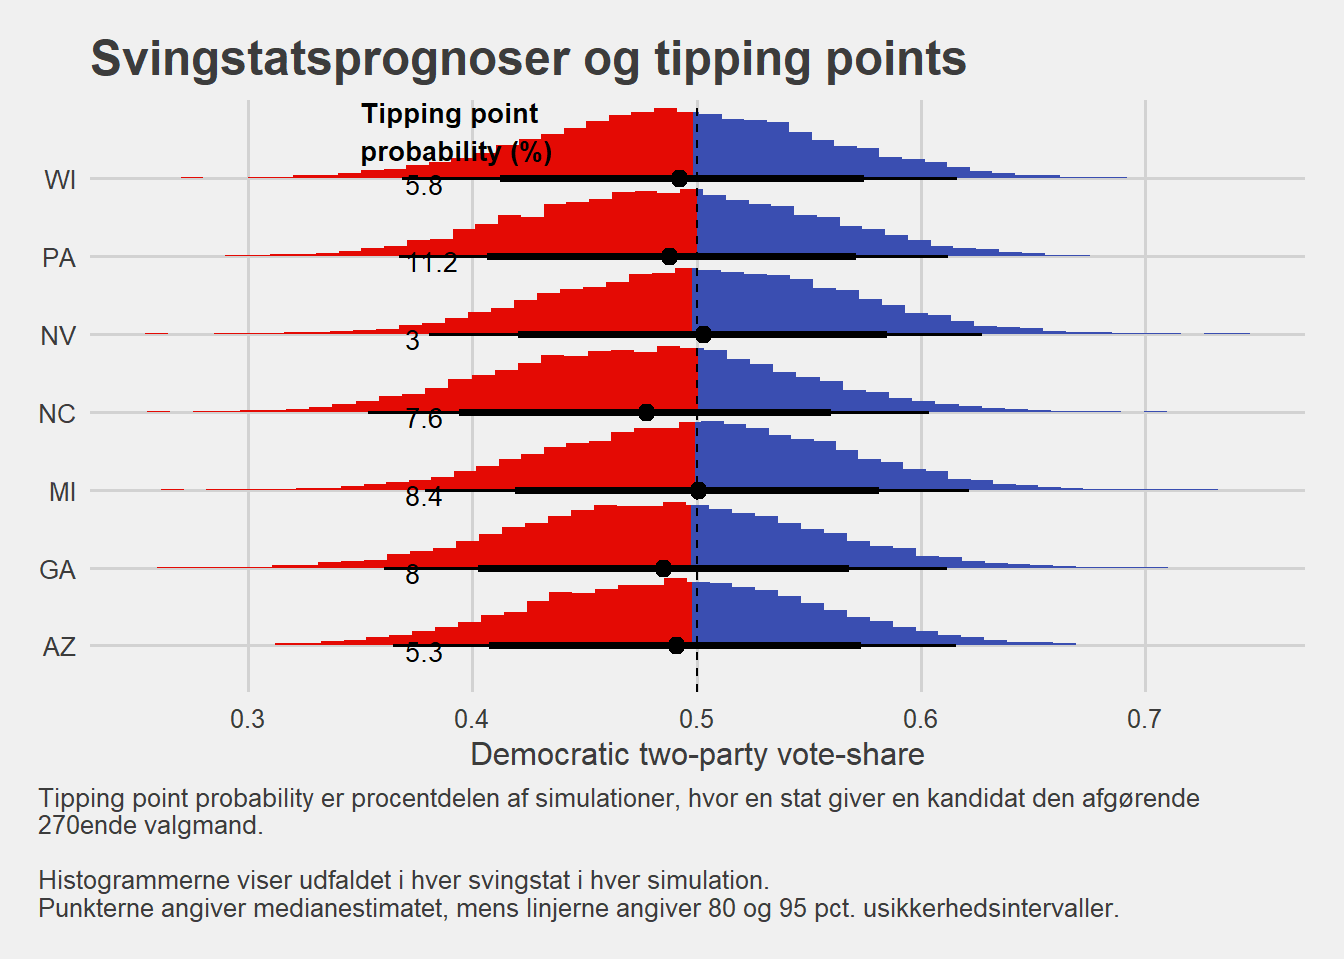 Svingstatsprognoser og tipping points
Tipping point
probability (%)
WI
5.8
PA
11.2
NV
3
NC
7.6
MI
8.4
GA
8
AZ
5.3
0.3 0.4 0.5 0.6 0.7
Democratic two-party vote-share
Tipping point probability er procentdelen af simulationer, hvor en stat giver en kandidat den afgørende
270ende valgmand.
Histogrammerne viser udfaldet i hver svingstat i hver simulation.
Punkterne angiver medianestimatet, mens linjerne angiver 80 og 95 pct. usikkerhedsintervaller.